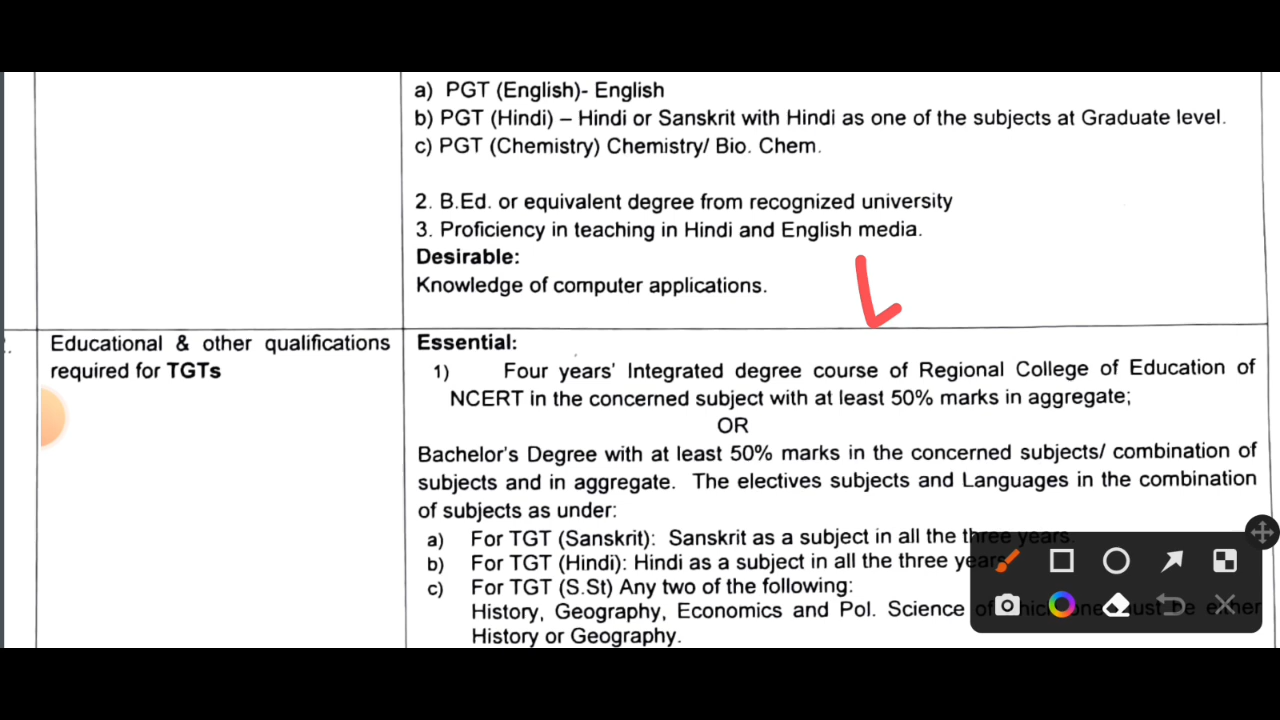 a) PGT (English)- English
b) PGT (Hindi) – Hindi or Sanskrit with Hindi as one of the subjects at Graduate level.
c) PGT (Chemistry) Chemistry/ Bio. Chem.
2. B.Ed. or equivalent degree from recognized university
3. Proficiency in teaching in Hindi and English media.
Desirable:
Knowledge of computer applications.
Educational & other qualifications
required for TGTs
Essential:
1) Four years' Integrated degree course of Regional College of Education of
NCERT in the concerned subject with at least 50% marks in aggregate;
OR
Bachelor's Degree with at least 50% marks in the concerned subjects/ combination of
subjects and in aggregate. The electives subjects and Languages in the combination
of subjects as under:
a) For TGT (Sanskrit): Sanskrit as a subject in all the three years.
b) For TGT (Hindi): Hindi as a subject in all the three years
c) For TGT (S.St) Any two of the following:
History, Geography, Economics and Pol. Science of which one must be either
History or Geography.